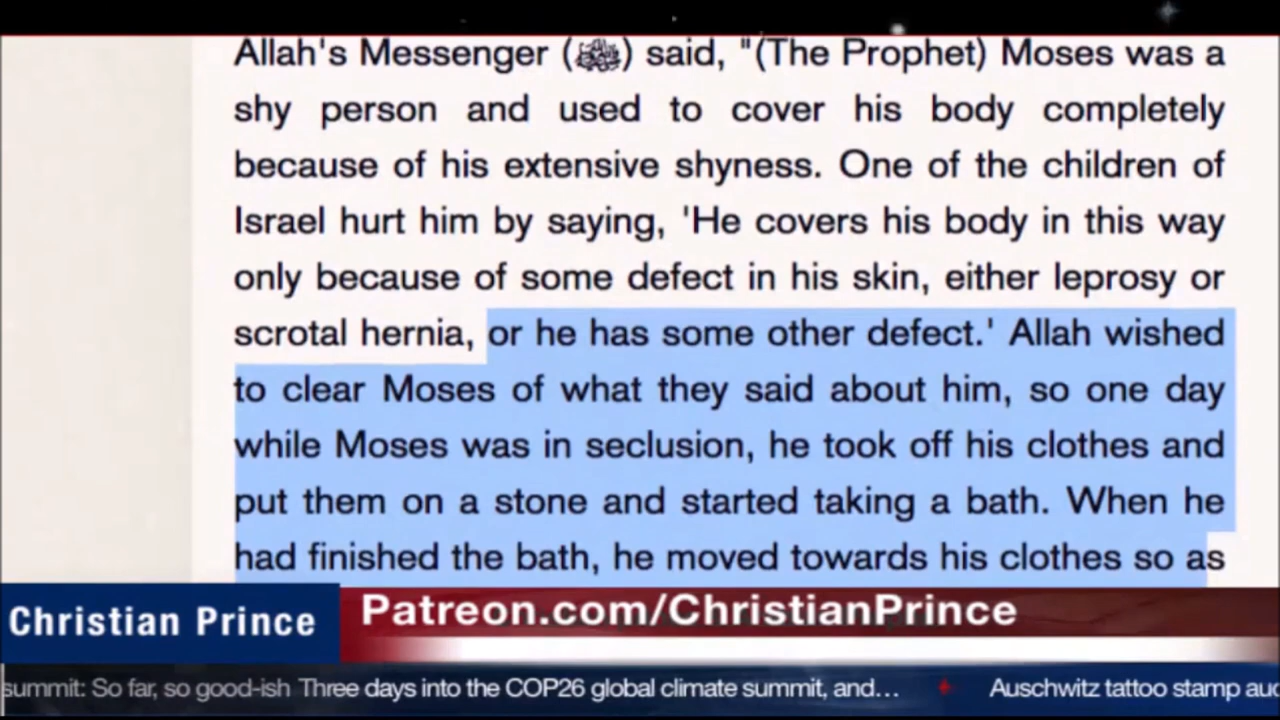 Allah's Messenger (ﷺ) said, "(The Prophet) Moses was a
shy person and used to cover his body completely
because of his extensive shyness. One of the children of
Israel hurt him by saying, 'He covers his body in this way
only because of some defect in his skin, either leprosy or
scrotal hernia, or he has some other defect.' Allah wished
to clear Moses of what they said about him, so one day
while Moses was in seclusion, he took off his clothes and
put them on a stone and started taking a bath. When he
had finished the bath, he moved towards his clothes so as
Christian Prince
Patreon.com/ChristianPrince
summit: So far, so good-ish Three days into the COP26 global climate summit, and… Auschwitz tattoo stamp auc